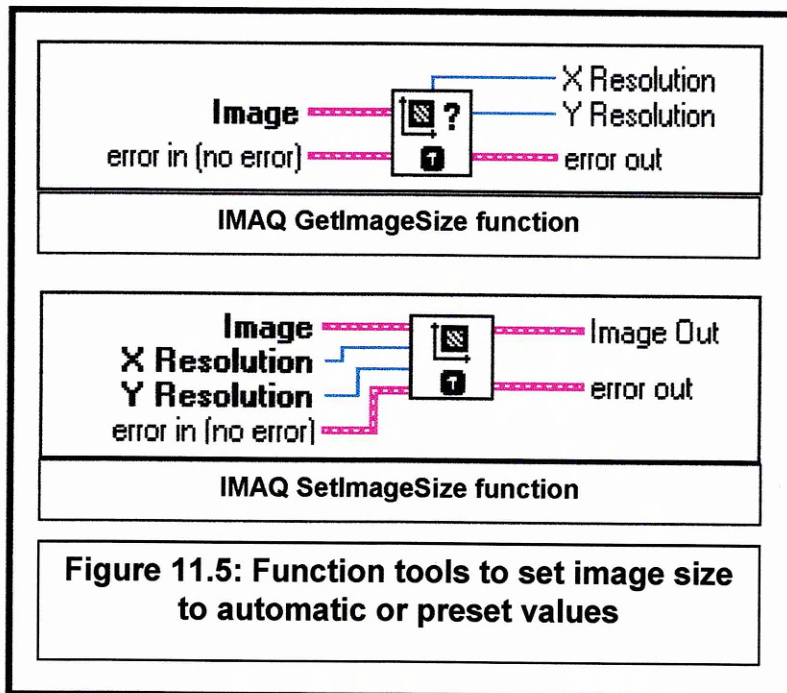 X Resolution
Image ? Y Resolution
error in (no error) T error out
IMAQ GetImageSize function
Image Image Out
X Resolution
Y Resolution T error out
error in (no error)
IMAQ SetImageSize function
Figure 11.5: Function tools to set image size
to automatic or preset values